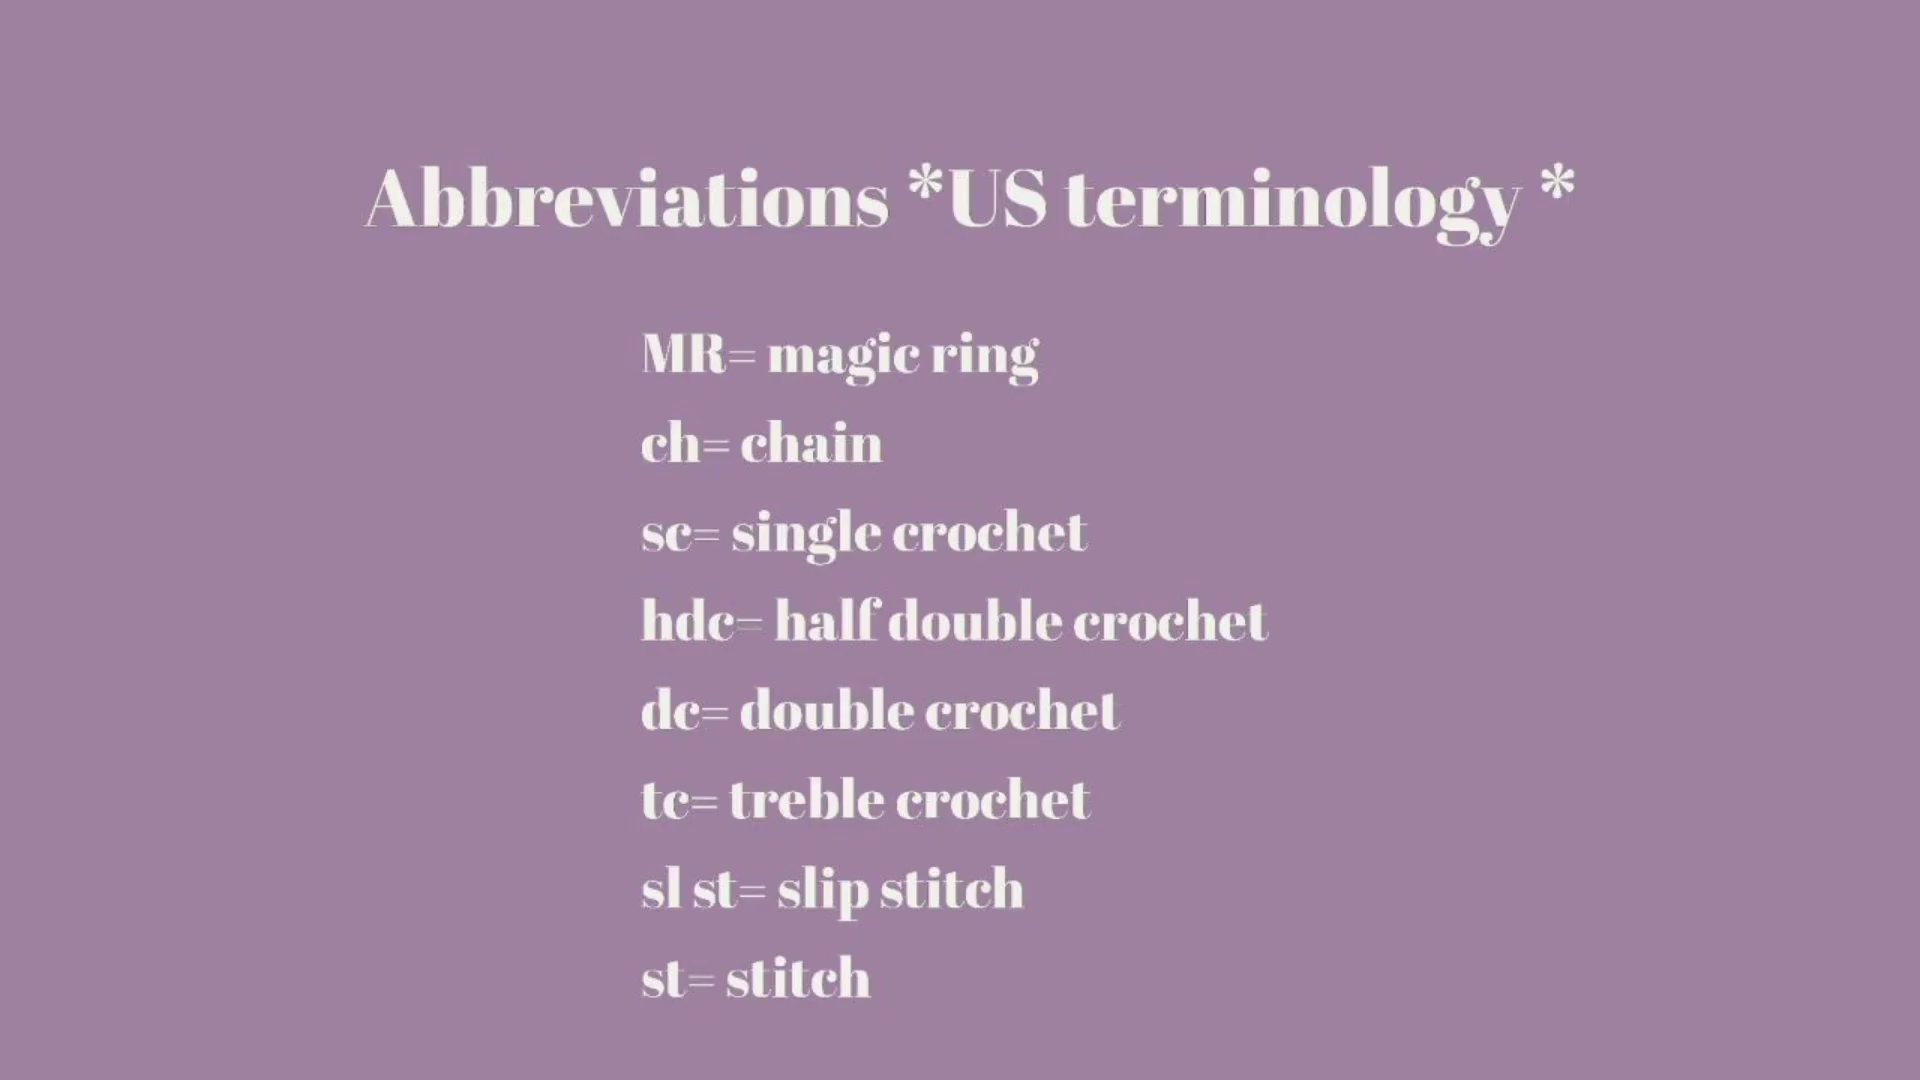 Abbreviations *US terminology *
MR= magic ring
ch= chain
sc= single crochet
hdc= half double crochet
dc= double crochet
tc= treble crochet
sl st= slip stitch
st= stitch